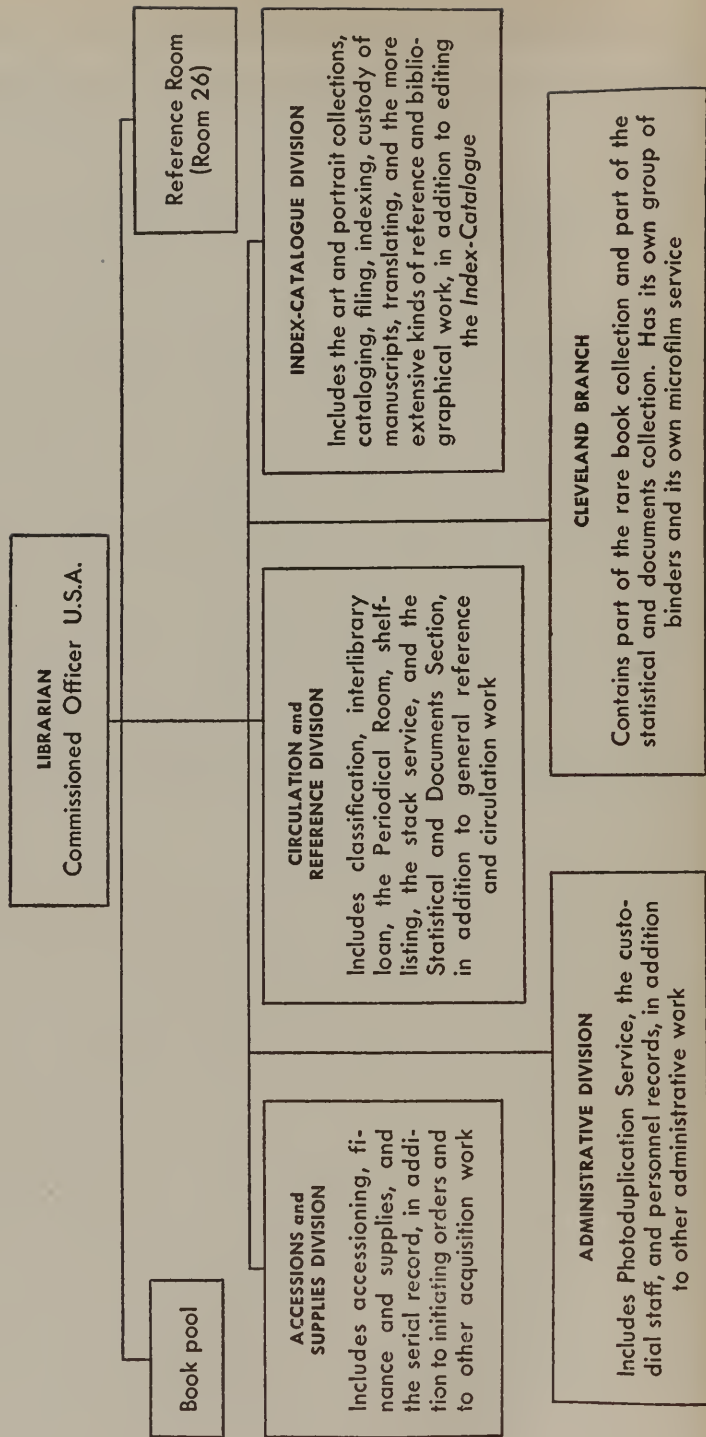 LIBRARIAN
Commissioned Officer U.S.A.
Book pool
Reference Room
(Room 26)
ACCESSIONS and
SUPPLIES DIVISION
Includes accessioning, fi-
nance and supplies, and
the serial record, in addi-
tion to initiating orders and
to other acquisition work
CIRCULATION and
REFERENCE DIVISION
Includes classification, interlibrary
loan, the Periodical Room, shelf-
listing, the stack service, and the
Statistical and Documents Section,
in addition to general reference
and circulation work
INDEX-CATALOGUE DIVISION
Includes the art and portrait collections,
cataloging, filing, indexing, custody of
manuscripts, translating, and the more
extensive kinds of reference and biblio-
graphical work, in addition to editing
the Index-Catalogue
ADMINISTRATIVE DIVISION
Includes Photoduplication Service, the custo-
dial staff, and personnel records, in addition
to other administrative work
CLEVELAND BRANCH
Contains part of the rare book collection and part of the
statistical and documents collection. Has its own group of
binders and its own microfilm service